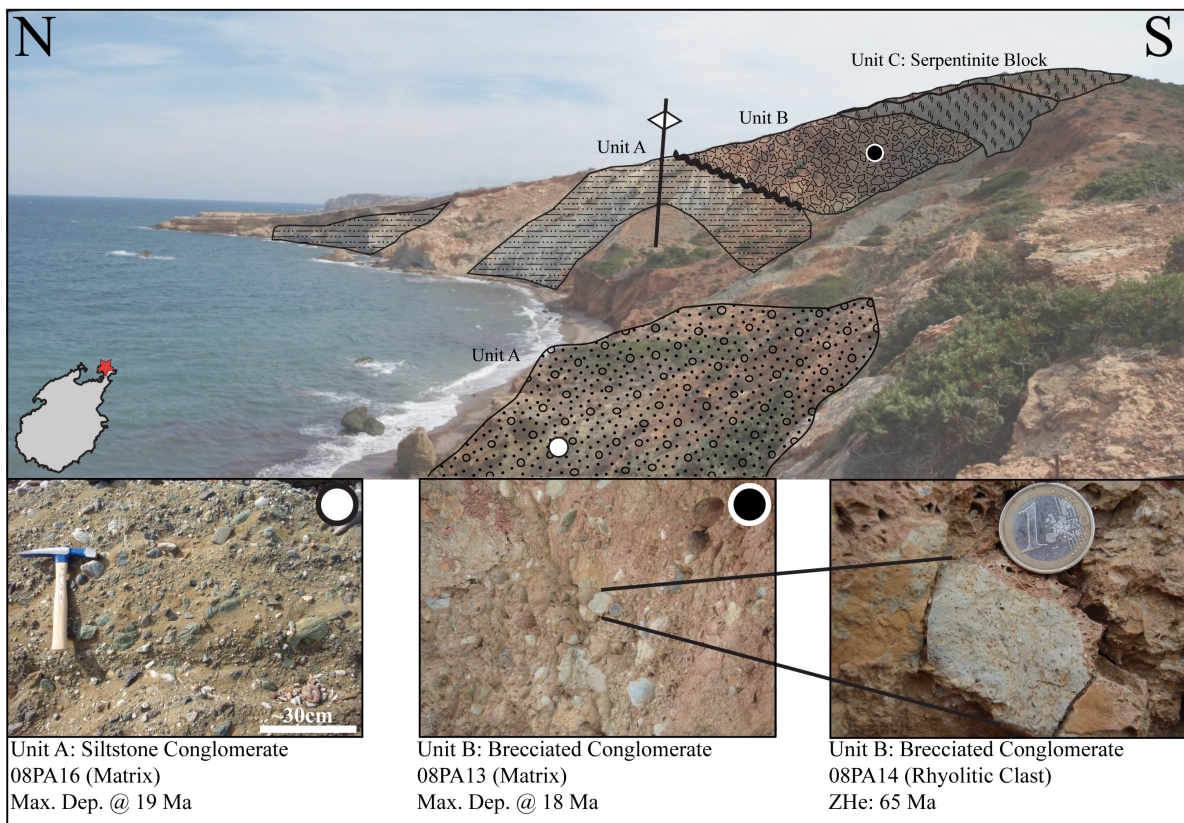 N
S
Unit C: Serpentinite Block
Unit B
Unit A
Unit A
~30cm
1
Unit A: Siltstone Conglomerate
08PA16 (Matrix)
Max. Dep. @ 19 Ma
Unit B: Brecciated Conglomerate
08PA13 (Matrix)
Max. Dep. @ 18 Ma
Unit B: Brecciated Conglomerate
08PA14 (Rhyolitic Clast)
ZHe: 65 Ma